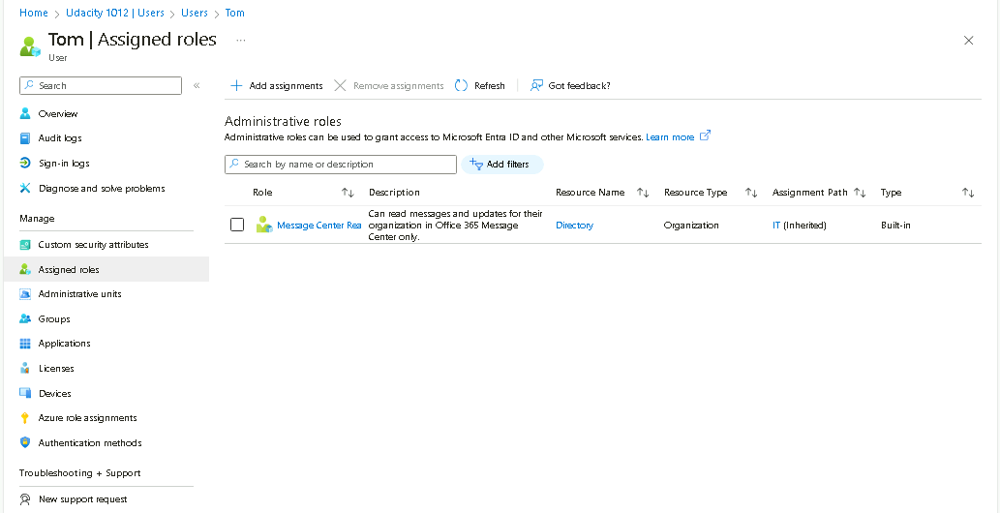 Home > Udacity 1012 | Users > Users > Tom
Tom | Assigned roles ...
User
Search
«
Overview
Audit logs
Sign-in logs
Diagnose and solve problems
Manage
Custom security attributes
Assigned roles
Administrative units
Groups
Applications
Licenses
Devices
Azure role assignments
Authentication methods
Troubleshooting + Support
New support request
Add assignments Remove assignments Refresh Got feedback?
Administrative roles
Administrative roles can be used to grant access to Microsoft Entra ID and other Microsoft services. Learn more
Search by name or description Add filters
Role Description Resource Name Resource Type Assignment Path Type
Message Center Rea
Can read messages and updates for their
organization in Office 365 Message
Center only.
Directory Organization IT (Inherited) Built-in